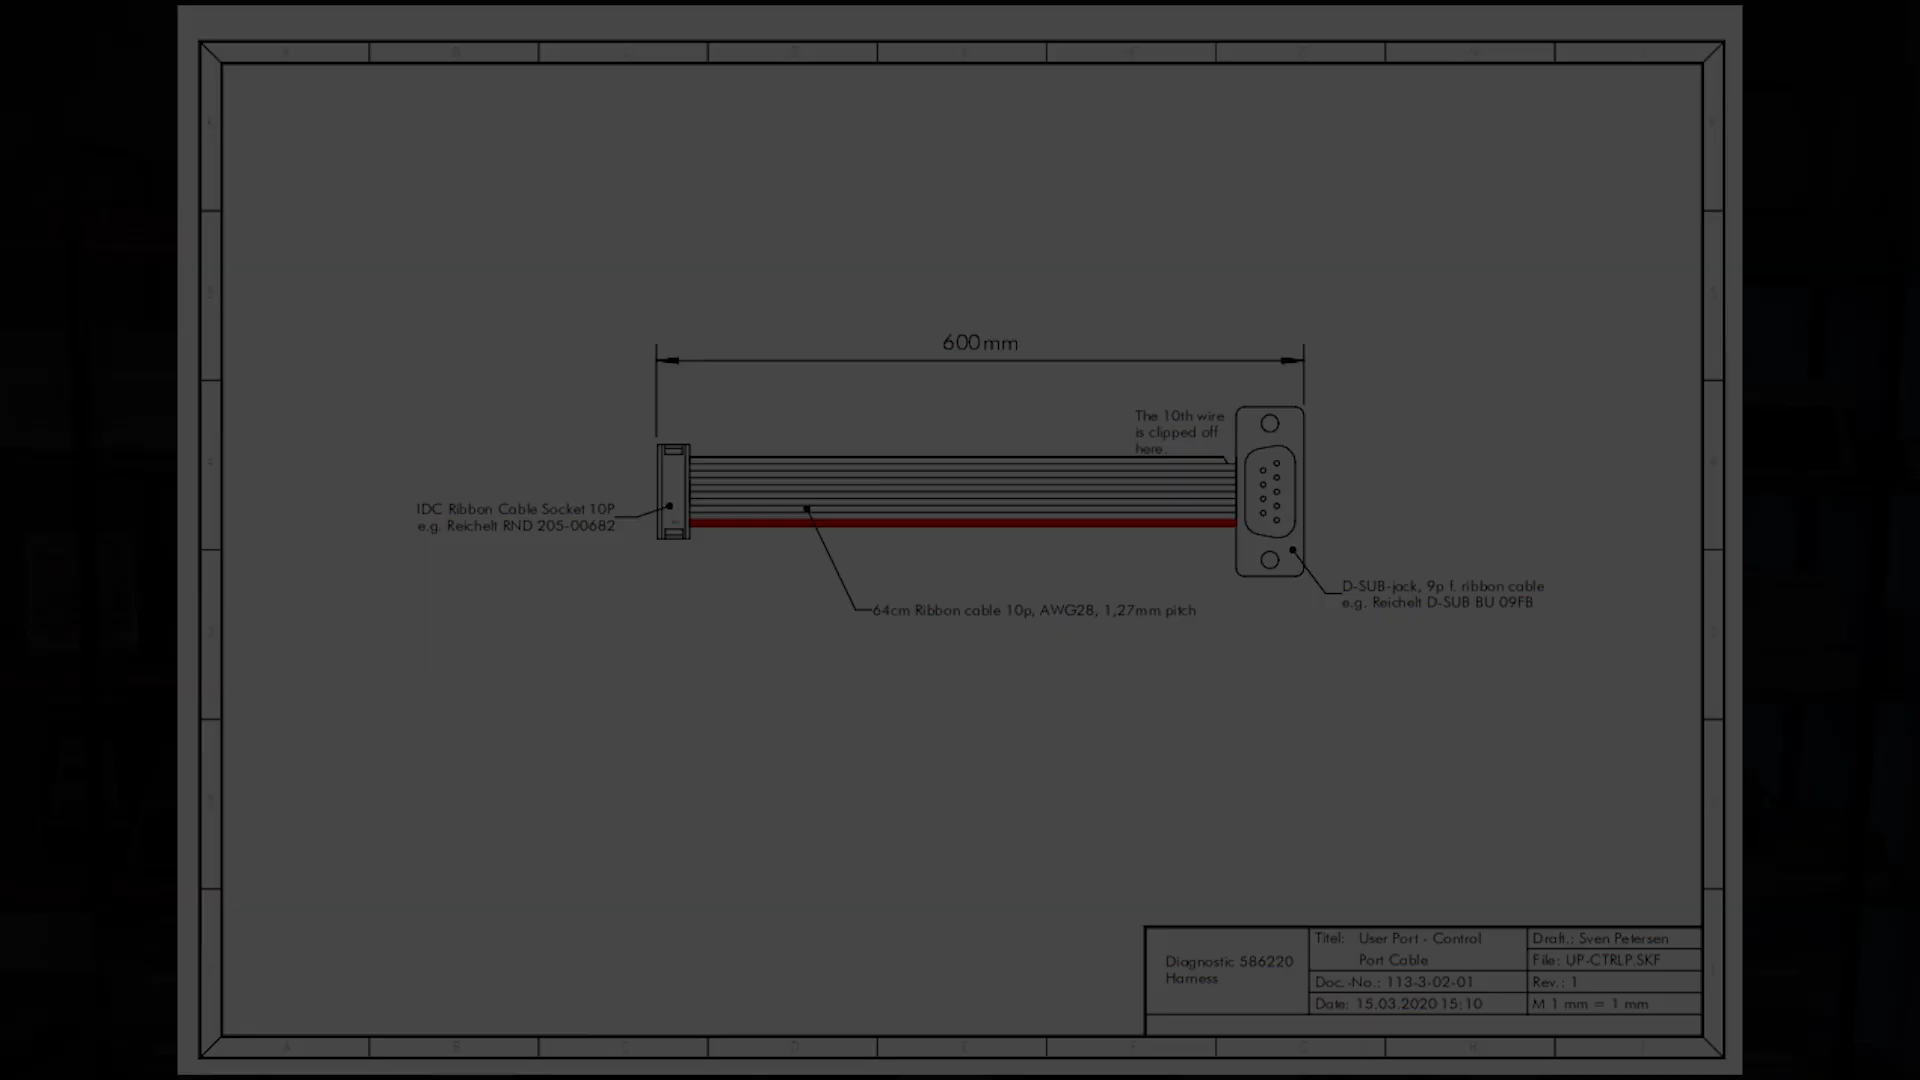 600mm
The 10th wire
is clipped off
here.
IDC Ribbon Cable Socket 10P
e.g. Reichelt RND 205-00682
D-SUB-jack, 9p f. ribbon cable
e.g. Reichelt D-SUB BU 09FB
64cm Ribbon cable 10p, AWG28, 1,27mm pitch
Diagnostic 586220
Harness
Titel: User Port - Control
Port Cable
Doc.-No.: 113-3-02-01
Date: 15.03.2020 15:10
Draft.: Sven Petersen
File: UP-CTRLP.SKF
Rev.: 1
M 1 mm = 1 mm